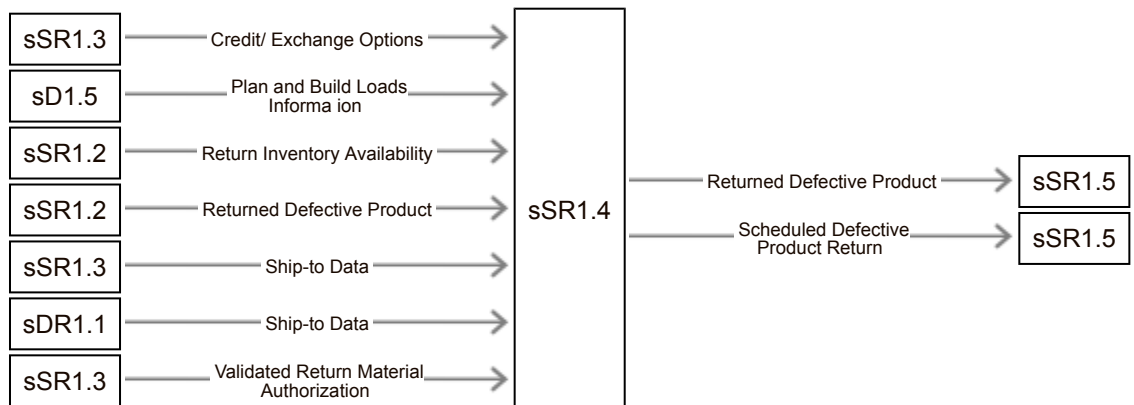 sSR1.3
Credit/ Exchange Options
sD1.5
Plan and Build Loads
Informa ion
sSR1.2
Return Inventory Availability
sSR1.2
Returned Defective Product
sSR1.3
Ship-to Data
sDR1.1
Ship-to Data
sSR1.3
Validated Return Material
Authorization
sSR1.4
Returned Defective Product
sSR1.5
Scheduled Defective
Product Return
sSR1.5